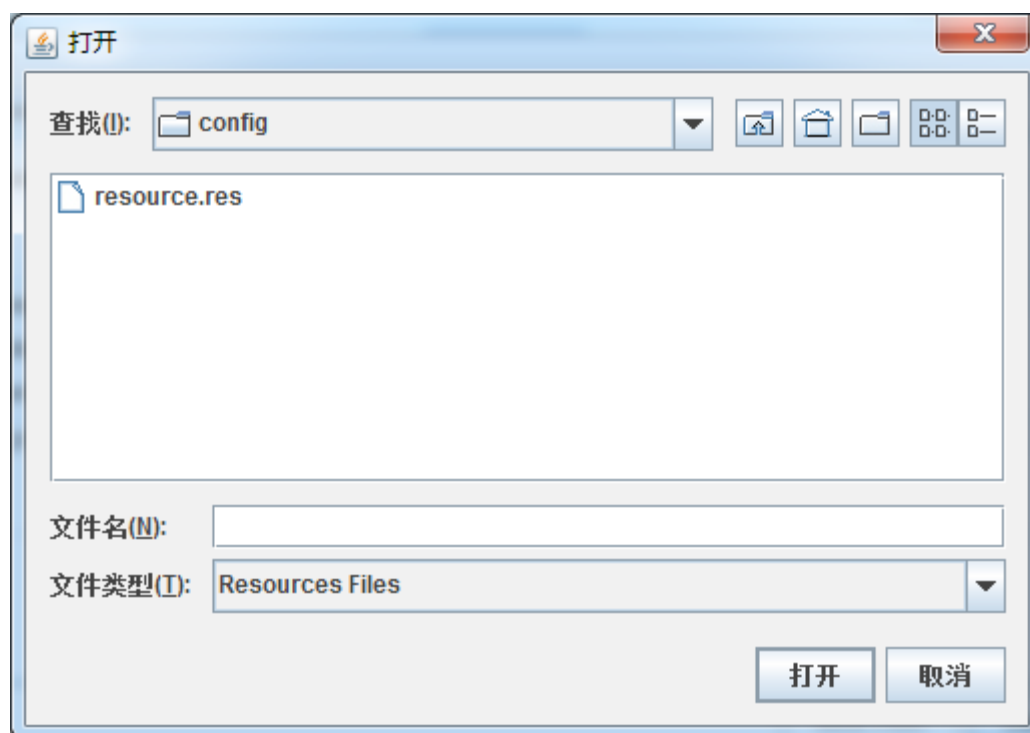 打开
查找(I): config
resource.res
文件名(N):
文件类型(T): Resources Files
打开 取消